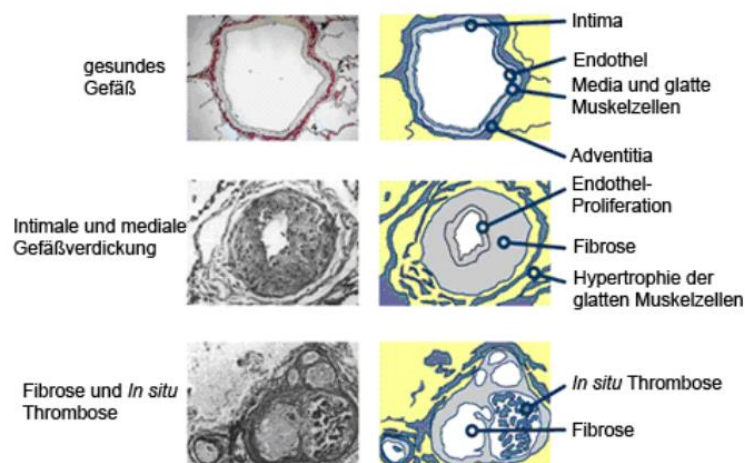 gesundes
Gefäß
Intima
Endothel
Media und glatte
Muskelzellen
Adventitia
Intimale und mediale
Gefäßverdickung
Endothel-
Proliferation
Fibrose
Hypertrophie der
glatten Muskelzellen
Fibrose und In situ
Thrombose
In situ Thrombose
Fibrose